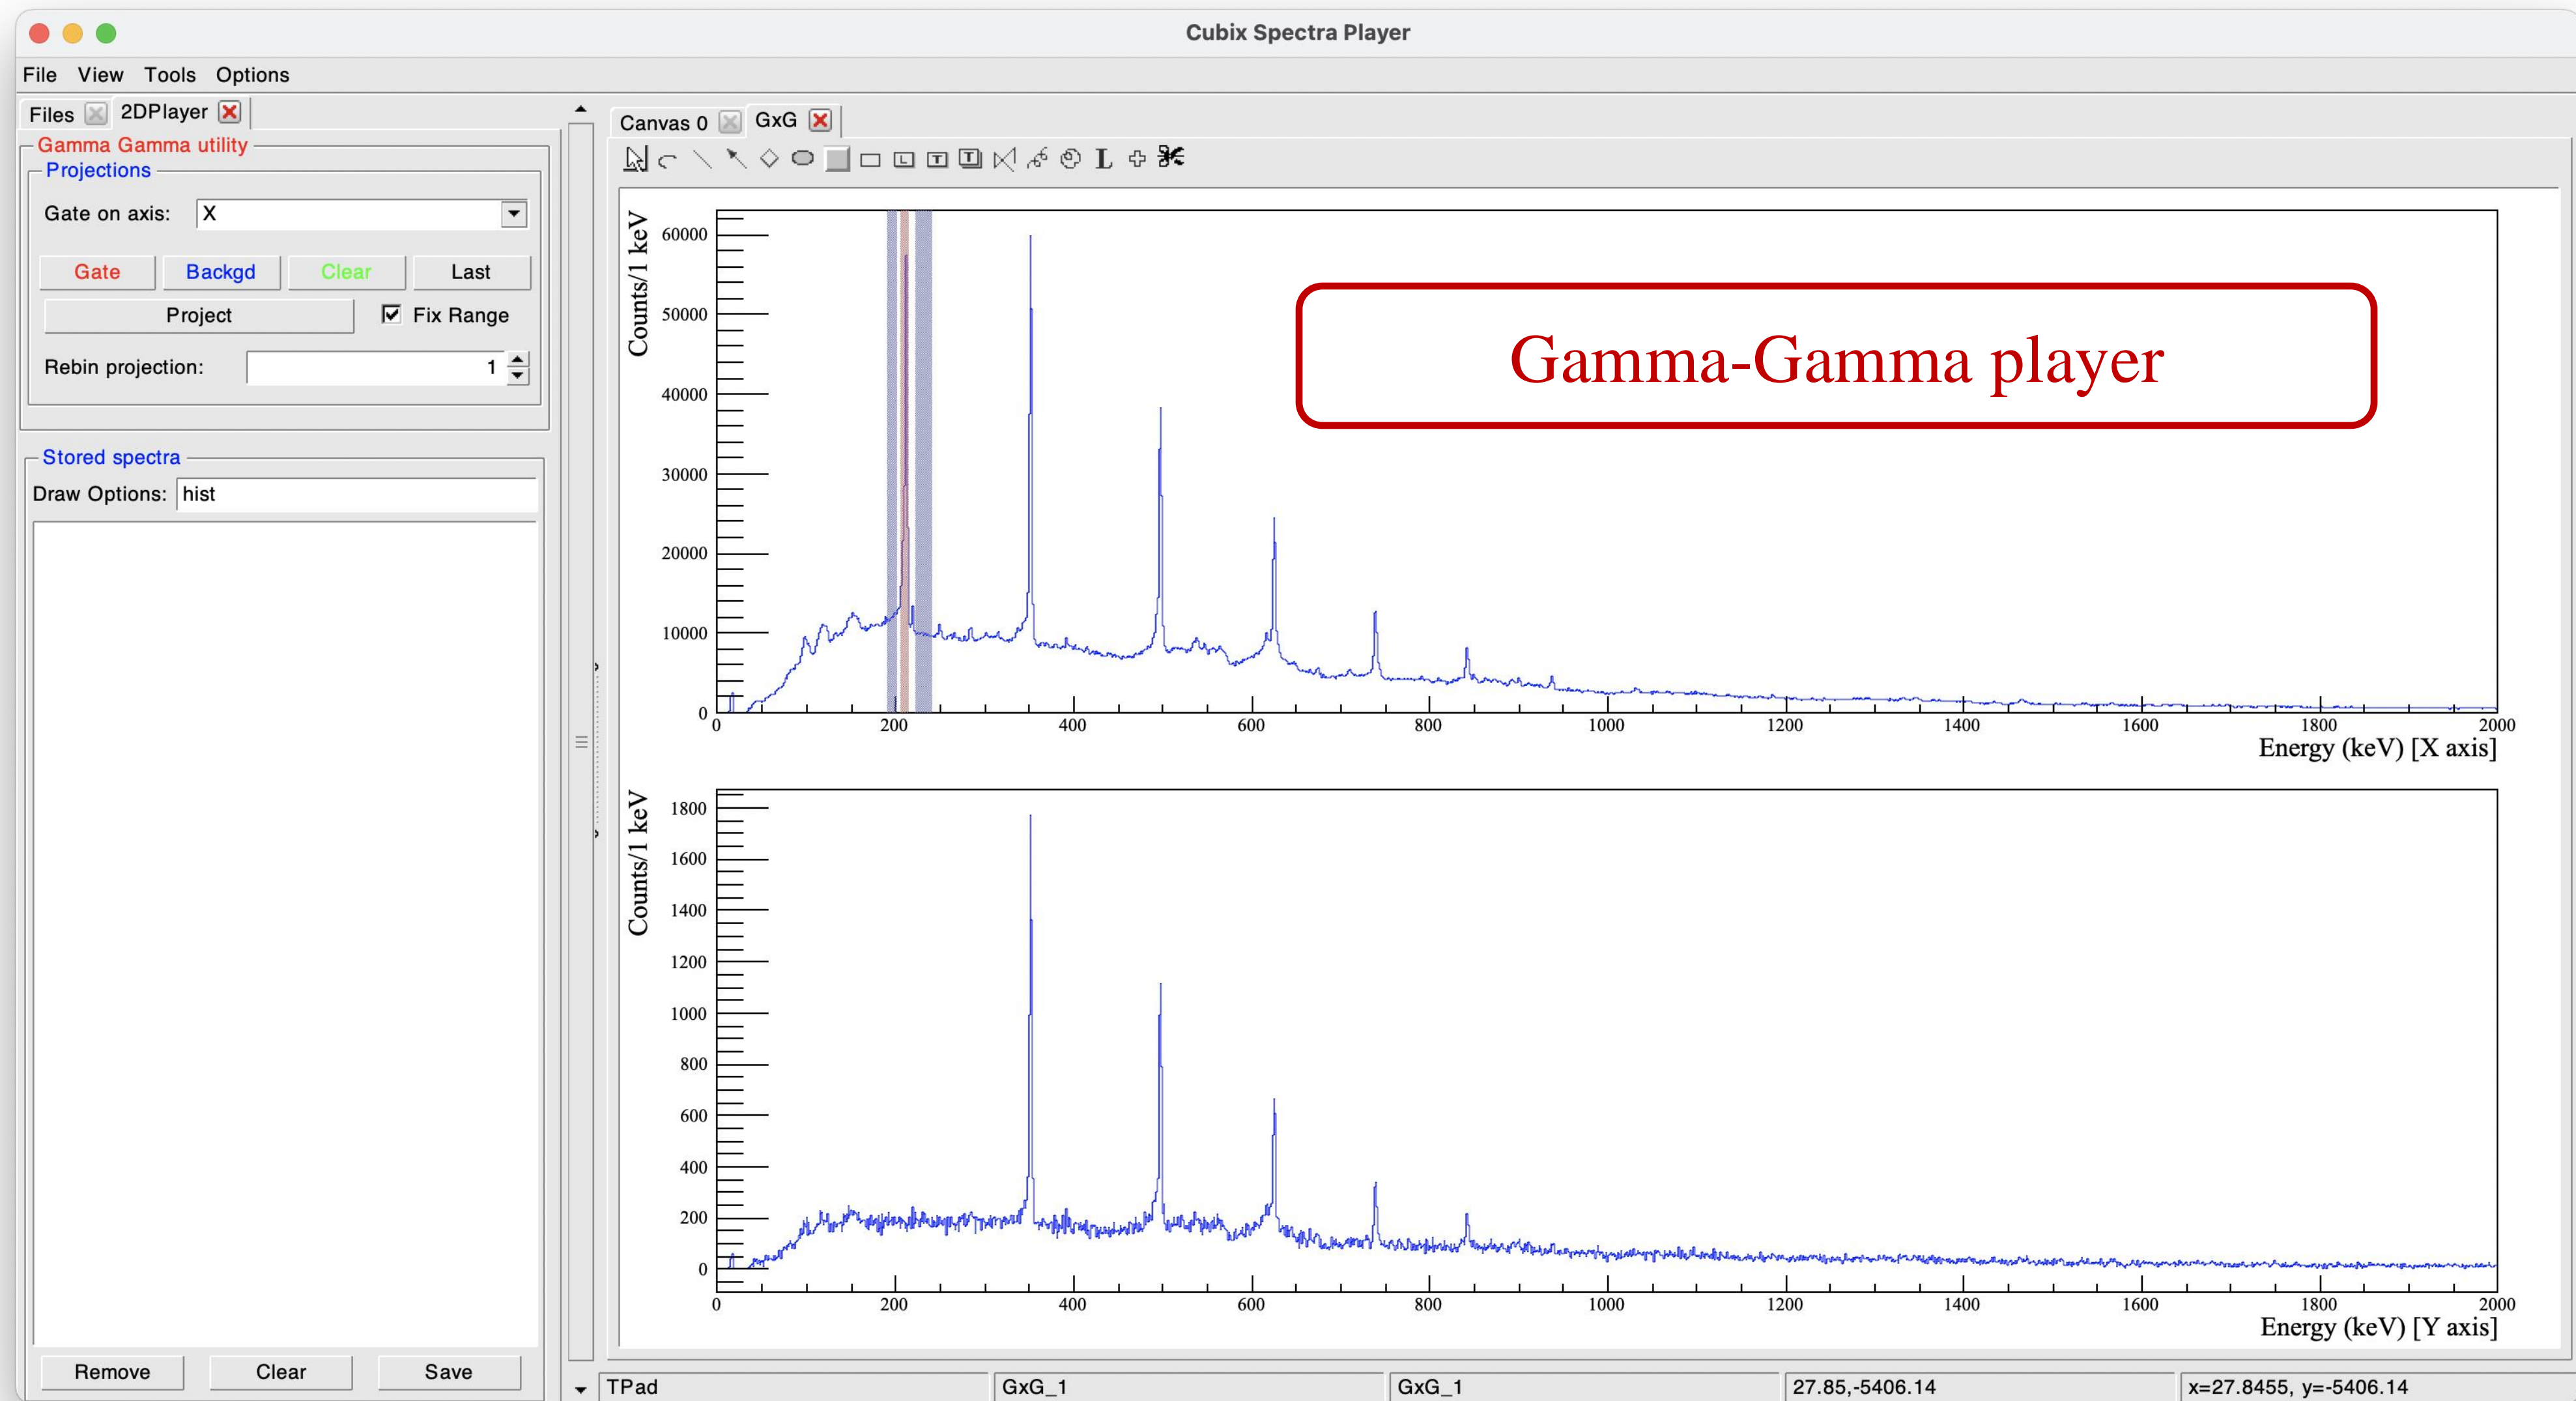 Cubix Spectra Player
File View Tools Options
Files 2DPlayer
Gamma Gamma utility
Projections
Gate on axis: X
Gate Backgd Clear Last
Project Fix Range
Rebin projection: 1
Stored spectra
Draw Options: hist
Remove Clear Save
Canvas 0 GxG
L T T L
Counts/1 keV
60000
50000
40000
30000
20000
10000
0
Gamma-Gamma player
0 200 400 600 800 1000 1200 1400 1600 1800 2000
Energy (keV) [X axis]
Counts/1 keV
1800
1600
1400
1200
1000
800
600
400
200
0
0 200 400 600 800 1000 1200 1400 1600 1800 2000
Energy (keV) [Y axis]
TPad GxG_1 GxG_1 27.85,-5406.14 x=27.8455, y=-5406.14